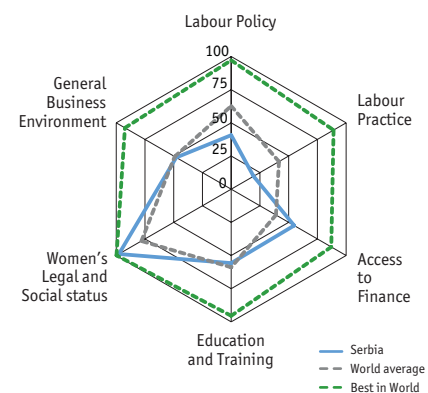 Labour Policy
100
75
50
25
0
General
Business
Environment
Labour
Practice
Women's
Legal and
Social status
Access
to
Finance
Education
and Training
Serbia
World average
Best in World